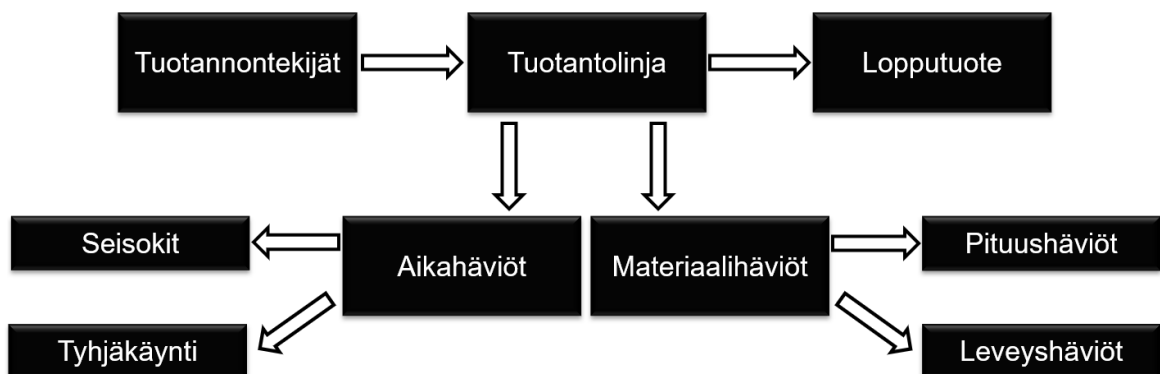 Tuotannontekijät
Tuotantolinja
Lopputuote
Seisokit
Aikahäviöt
Materiaalihäviöt
Pituushäviöt
Tyhjäkäynti
Leveyshäviöt